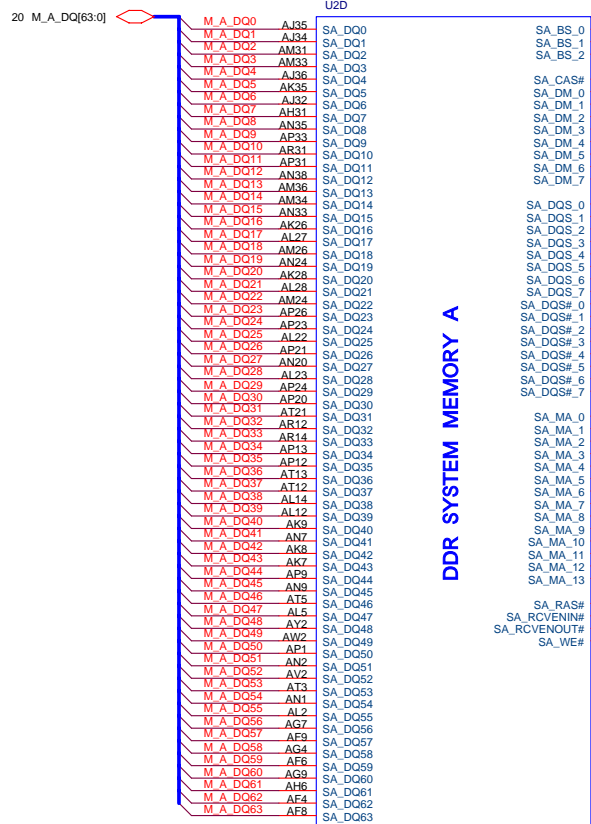 U2D
20 M_A_DQ[63:0]
M_A_DQ0 AJ35 SA_DQ0 SA_BS_0
M_A_DQ1 AJ34 SA_DQ1 SA_BS_1
M_A_DQ2 AM31 SA_DQ2 SA_BS_2
M_A_DQ3 AM33 SA_DQ3
M_A_DQ4 AJ36 SA_DQ4 SA_CAS#
M_A_DQ5 AK35 SA_DQ5 SA_DM_0
M_A_DQ6 AJ32 SA_DQ6 SA_DM_1
M_A_DQ7 AH31 SA_DQ7 SA_DM_2
M_A_DQ8 AN35 SA_DQ8 SA_DM_3
M_A_DQ9 AP33 SA_DQ9 SA_DM_4
M_A_DQ10 AR31 SA_DQ10 SA_DM_5
M_A_DQ11 AP31 SA_DQ11 SA_DM_6
M_A_DQ12 AN38 SA_DQ12 SA_DM_7
M_A_DQ13 AM36 SA_DQ13
M_A_DQ14 AM34 SA_DQ14 SA_DQS_0
M_A_DQ15 AN33 SA_DQ15 SA_DQS_1
M_A_DQ16 AK26 SA_DQ16 SA_DQS_2
M_A_DQ17 AL27 SA_DQ17 SA_DQS_3
M_A_DQ18 AM26 SA_DQ18 SA_DQS_4
M_A_DQ19 AN24 SA_DQ19 SA_DQS_5
M_A_DQ20 AK28 SA_DQ20 SA_DQS_6
M_A_DQ21 AL28 SA_DQ21 SA_DQS_7
M_A_DQ22 AM24 SA_DQ22 SA_DQS#_0
M_A_DQ23 AP26 SA_DQ23 SA_DQS#_1
M_A_DQ24 AP23 SA_DQ24 SA_DQS#_2
M_A_DQ25 AL22 SA_DQ25 SA_DQS#_3
M_A_DQ26 AP21 SA_DQ26 SA_DQS#_4
M_A_DQ27 AN20 SA_DQ27 SA_DQS#_5
M_A_DQ28 AL23 SA_DQ28 SA_DQS#_6
M_A_DQ29 AP24 SA_DQ29 SA_DQS#_7
M_A_DQ30 AP20 SA_DQ30
M_A_DQ31 AT21 SA_DQ31 SA_MA_0
M_A_DQ32 AR12 SA_DQ32 SA_MA_1
M_A_DQ33 AR14 SA_DQ33 SA_MA_2
M_A_DQ34 AP13 SA_DQ34 SA_MA_3
M_A_DQ35 AP12 SA_DQ35 SA_MA_4
M_A_DQ36 AT13 SA_DQ36 SA_MA_5
M_A_DQ37 AT12 SA_DQ37 SA_MA_6
M_A_DQ38 AL14 SA_DQ38 SA_MA_7
M_A_DQ39 AL12 SA_DQ39 SA_MA_8
M_A_DQ40 AK9 SA_DQ40 SA_MA_9
M_A_DQ41 AN7 SA_DQ41 SA_MA_10
M_A_DQ42 AK8 SA_DQ42 SA_MA_11
M_A_DQ43 AK7 SA_DQ43 SA_MA_12
M_A_DQ44 AP9 SA_DQ44 SA_MA_13
M_A_DQ45 AN9 SA_DQ45
M_A_DQ46 AT5 SA_DQ46 SA_RAS#
M_A_DQ47 AL5 SA_DQ47 SA_RCVENIN#
M_A_DQ48 AY2 SA_DQ48 SA_RCVENOUT#
M_A_DQ49 AW2 SA_DQ49 SA_WE#
M_A_DQ50 AP1 SA_DQ50
M_A_DQ51 AN2 SA_DQ51
M_A_DQ52 AV2 SA_DQ52
M_A_DQ53 AT3 SA_DQ53
M_A_DQ54 AN1 SA_DQ54
M_A_DQ55 AL2 SA_DQ55
M_A_DQ56 AG7 SA_DQ56
M_A_DQ57 AF9 SA_DQ57
M_A_DQ58 AG4 SA_DQ58
M_A_DQ59 AF6 SA_DQ59
M_A_DQ60 AG9 SA_DQ60
M_A_DQ61 AH6 SA_DQ61
M_A_DQ62 AF4 SA_DQ62
M_A_DQ63 AF8 SA_DQ63
DDR SYSTEM MEMORY A